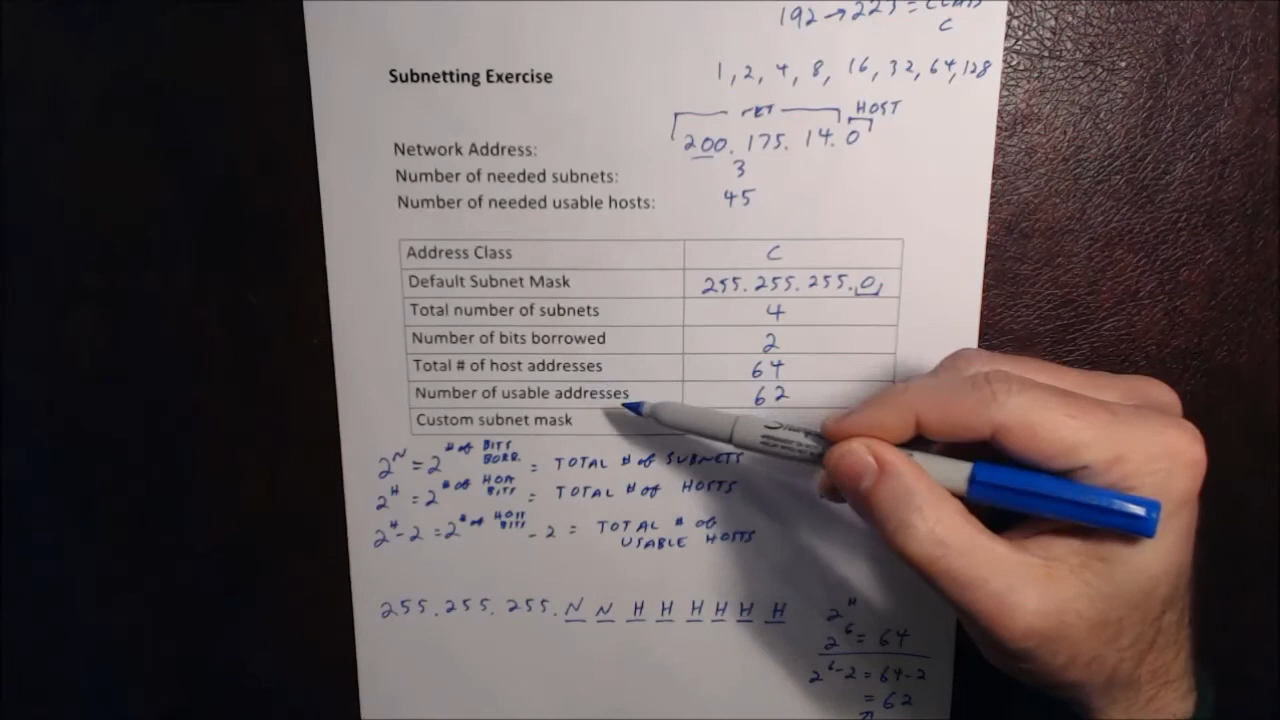 192 → 223 = CLASS
C
Subnetting Exercise
1, 2, 4, 8, 16, 32, 64, 128
NET HOST
Network Address: 200.175.14.0
Number of needed subnets: 3
Number of needed usable hosts: 45
Address Class C
Default Subnet Mask 255.255.255.0
Total number of subnets 4
Number of bits borrowed 2
Total # of host addresses 64
Number of usable addresses 62
Custom subnet mask
2^N = 2^# of BITS BORR. = TOTAL # of SUBNETS
2^H = 2^# of HOST BITS = TOTAL # of HOSTS
2^H - 2 = 2^# of HOST BITS - 2 = TOTAL # of
USABLE HOSTS
255.255.255. N N H H H H H H
2^H
2^6 = 64
2^6 - 2 = 64 - 2
= 62